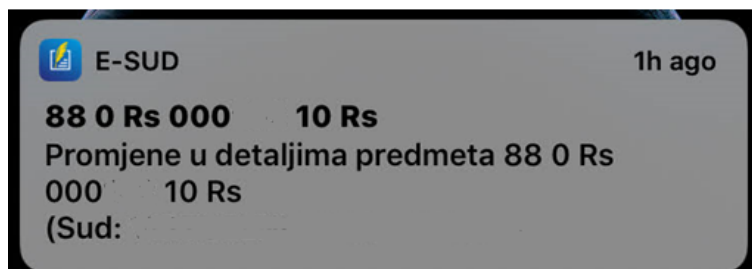 E-SUD 1h ago
88 0 Rs 000 10 Rs
Promjene u detaljima predmeta 88 0 Rs
000 10 Rs
(Sud: